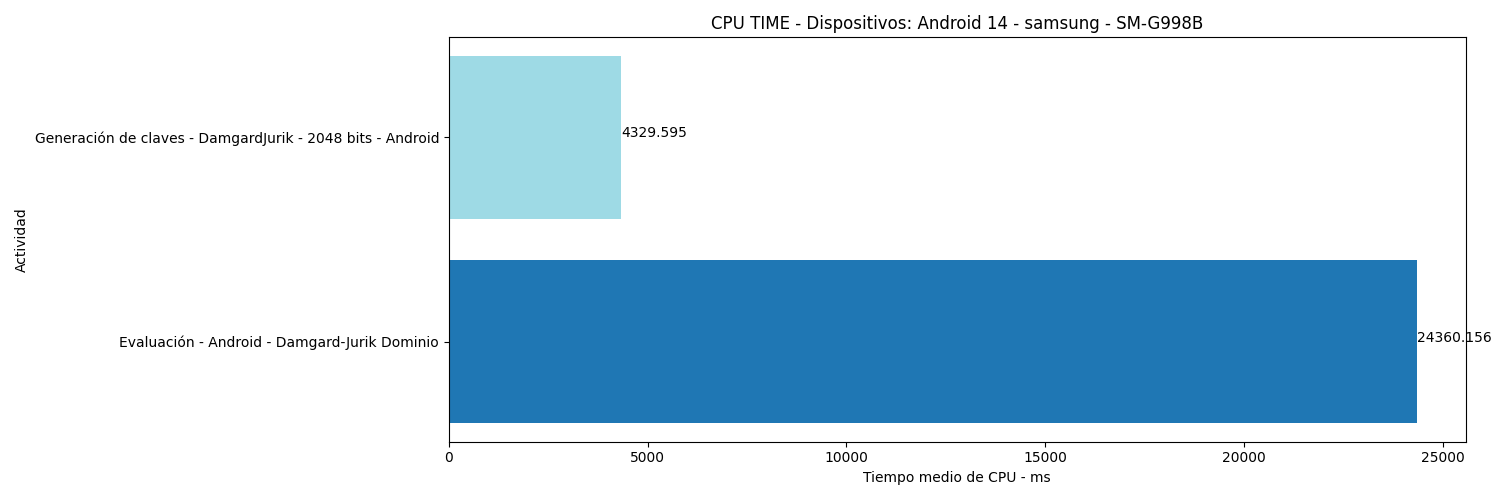 CPU TIME - Dispositivos: Android 14 - samsung - SM-G998B
Generación de claves - DamgardJurik - 2048 bits - Android
4329.595
Actividad
Evaluación - Android - Damgard-Jurik Dominio
24360.156
0 5000 10000 15000 20000 25000
Tiempo medio de CPU - ms